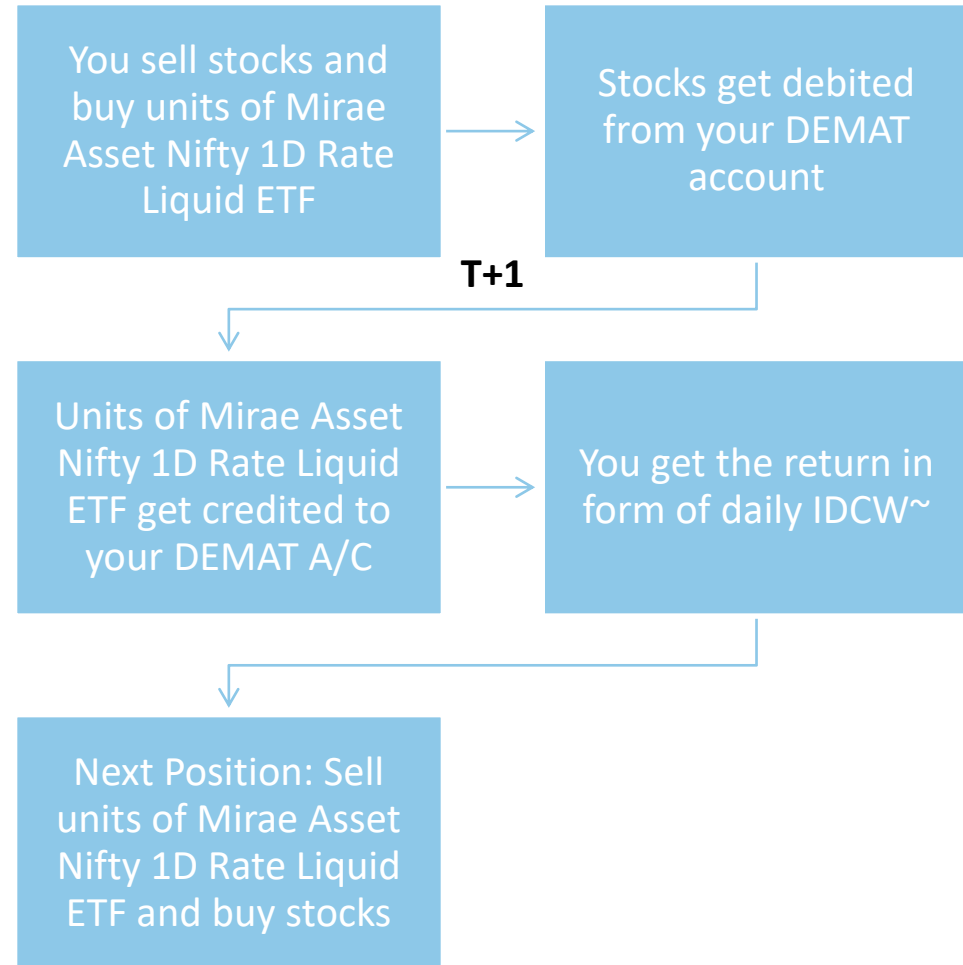 You sell stocks and
buy units of Mirae
Asset Nifty 1D Rate
Liquid ETF
Stocks get debited
from your DEMAT
account
T+1
Units of Mirae Asset
Nifty 1D Rate Liquid
ETF get credited to
your DEMAT A/C
You get the return in
form of daily IDCW~
Next Position: Sell
units of Mirae Asset
Nifty 1D Rate Liquid
ETF and buy stocks